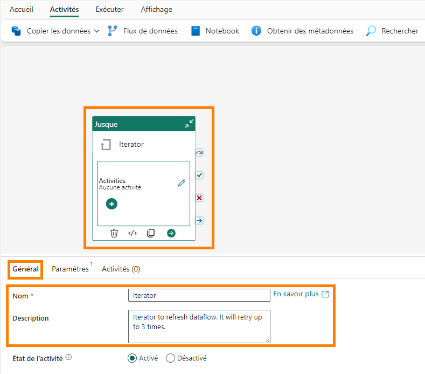 Accueil Activités Exécuter Affichage
Copier les données Flux de données Notebook Obtenir des métadonnées Rechercher
Jusque
Iterator
Activities
Aucune activité
Général Paramètres 1 Activités (0)
Nom * Iterator En savoir plus
Description Iterator to refresh dataflow. It will retry up
to 3 times.
État de l'activité Activé Désactivé